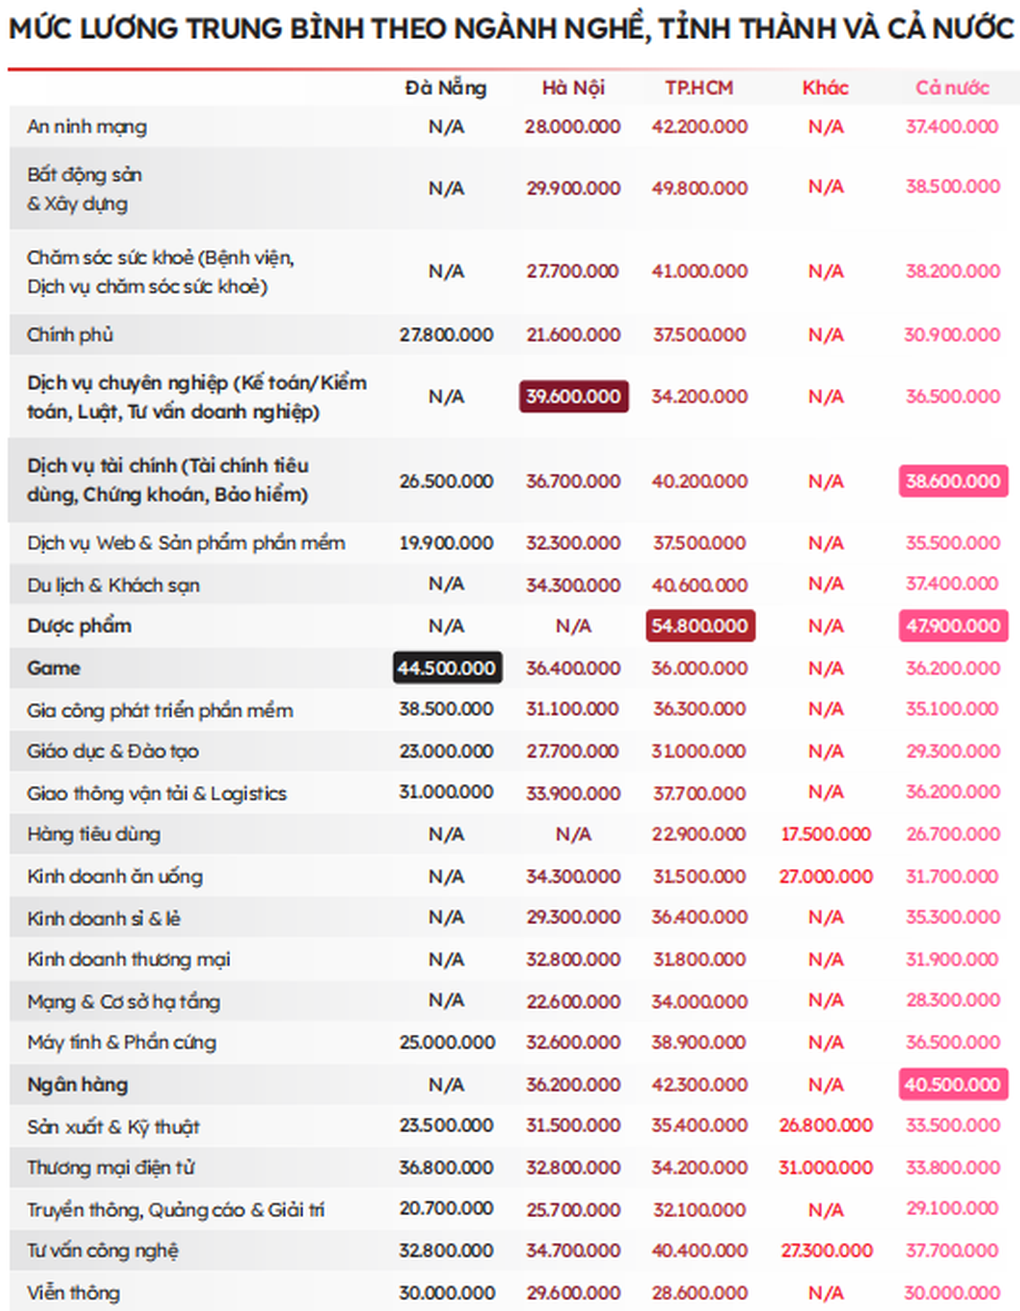 MỨC LƯƠNG TRUNG BÌNH THEO NGÀNH NGHỀ, TỈNH THÀNH VÀ CẢ NƯỚC
Đà Nẵng Hà Nội TP.HCM Khác Cả nước
An ninh mạng N/A 28.000.000 42.200.000 N/A 37.400.000
Bất động sản
& Xây dựng N/A 29.900.000 49.800.000 N/A 38.500.000
Chăm sóc sức khoẻ (Bệnh viện,
Dịch vụ chăm sóc sức khoẻ) N/A 27.700.000 41.000.000 N/A 38.200.000
Chính phủ 27.800.000 21.600.000 37.500.000 N/A 30.900.000
Dịch vụ chuyên nghiệp (Kế toán/Kiểm
toán, Luật, Tư vấn doanh nghiệp) N/A 39.600.000 34.200.000 N/A 36.500.000
Dịch vụ tài chính (Tài chính tiêu
dùng, Chứng khoán, Bảo hiểm) 26.500.000 36.700.000 40.200.000 N/A 38.600.000
Dịch vụ Web & Sản phẩm phần mềm 19.900.000 32.300.000 37.500.000 N/A 35.500.000
Du lịch & Khách sạn N/A 34.300.000 40.600.000 N/A 37.400.000
Dược phẩm N/A N/A 54.800.000 N/A 47.900.000
Game 44.500.000 36.400.000 36.000.000 N/A 36.200.000
Gia công phát triển phần mềm 38.500.000 31.100.000 36.300.000 N/A 35.100.000
Giáo dục & Đào tạo 23.000.000 27.700.000 31.000.000 N/A 29.300.000
Giao thông vận tải & Logistics 31.000.000 33.900.000 37.700.000 N/A 36.200.000
Hàng tiêu dùng N/A N/A 22.900.000 17.500.000 26.700.000
Kinh doanh ăn uống N/A 34.300.000 31.500.000 27.000.000 31.700.000
Kinh doanh sỉ & lẻ N/A 29.300.000 36.400.000 N/A 35.300.000
Kinh doanh thương mại N/A 32.800.000 31.800.000 N/A 31.900.000
Mạng & Cơ sở hạ tầng N/A 22.600.000 34.000.000 N/A 28.300.000
Máy tính & Phần cứng 25.000.000 32.600.000 38.900.000 N/A 36.500.000
Ngân hàng N/A 36.200.000 42.300.000 N/A 40.500.000
Sản xuất & Kỹ thuật 23.500.000 31.500.000 35.400.000 26.800.000 33.500.000
Thương mại điện tử 36.800.000 32.800.000 34.200.000 31.000.000 33.800.000
Truyền thông, Quảng cáo & Giải trí 20.700.000 25.700.000 32.100.000 N/A 29.100.000
Tư vấn công nghệ 32.800.000 34.700.000 40.400.000 27.300.000 37.700.000
Viễn thông 30.000.000 29.600.000 28.600.000 N/A 30.000.000